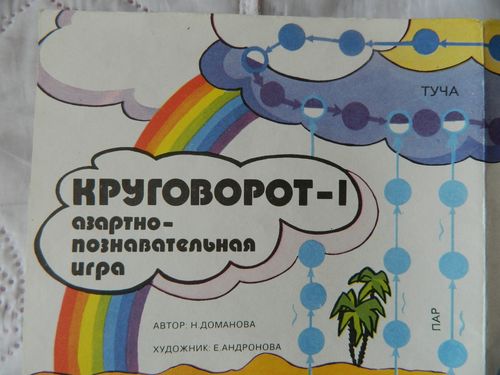 ТУЧА
КРУГОВОРОТ-I
азартно-
познавательная
игра
АВТОР: Н.ДОМАНОВА
ХУДОЖНИК: Е.АНДРОНОВА
ПАР